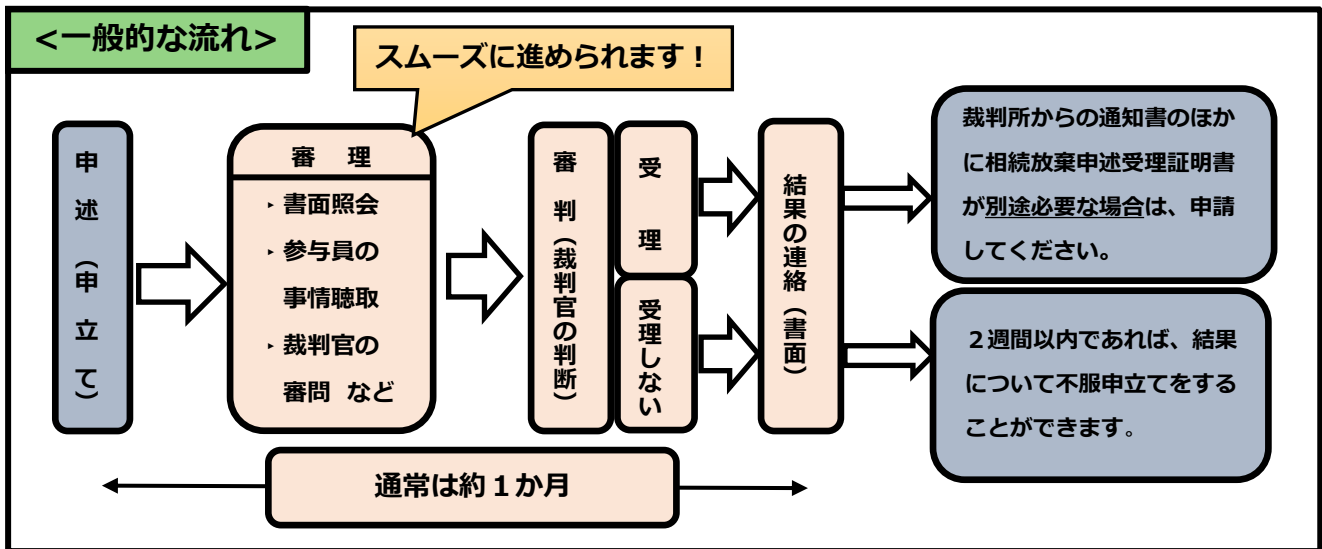 <一般的な流れ>
スムーズに進められます！
申述（申立て）
審　理
‣ 書面照会
‣ 参与員の
事情聴取
‣ 裁判官の
審問 など
審判（裁判官の判断）
受　理
受理しない
結果の連絡（書面）
裁判所からの通知書のほか
に相続放棄申述受理証明書
が別途必要な場合は、申請
してください。
２週間以内であれば、結果
について不服申立てをする
ことができます。
通常は約１か月